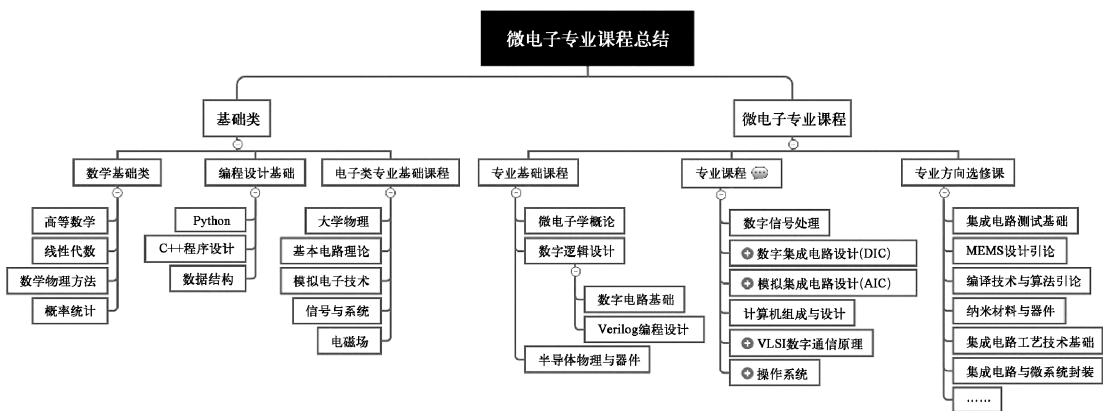 微电子专业课程总结
基础类
微电子专业课程
数学基础类
编程设计基础
电子类专业基础课程
专业基础课程
专业课程
专业方向选修课
高等数学
线性代数
数学物理方法
概率统计
Python
C++程序设计
数据结构
大学物理
基本电路理论
模拟电子技术
信号与系统
电磁场
微电子学概论
数字逻辑设计
数字电路基础
Verilog编程设计
半导体物理与器件
数字信号处理
数字集成电路设计(DIC)
模拟集成电路设计(AIC)
计算机组成与设计
VLSI数字通信原理
操作系统
集成电路测试基础
MEMS设计引论
编译技术与算法引论
纳米材料与器件
集成电路工艺技术基础
集成电路与微系统封装
……